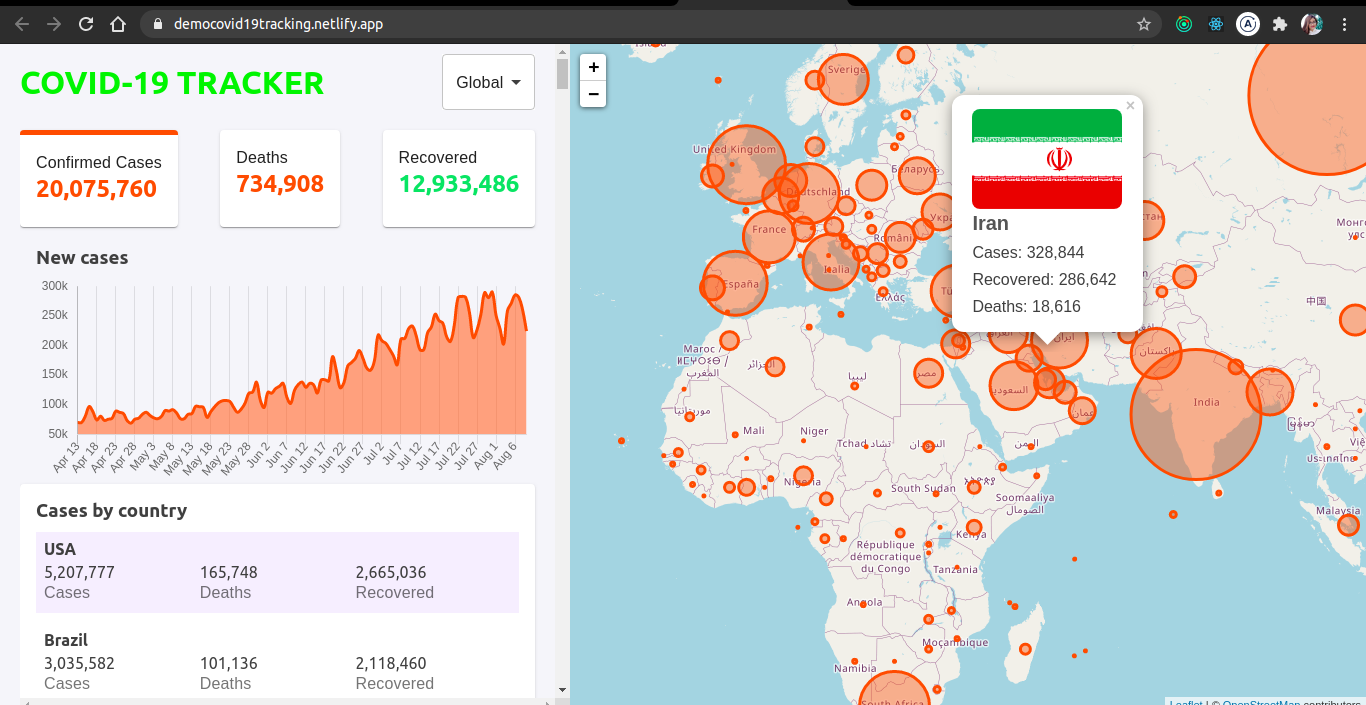 democovid19tracking.netlify.app
COVID-19 TRACKER
Global
Confirmed Cases
20,075,760
Deaths
734,908
Recovered
12,933,486
New cases
300k
250k
200k
150k
100k
50k
Apr 13
Apr 18
Apr 23
Apr 28
May 3
May 8
May 13
May 18
May 23
May 28
Jun 2
Jun 7
Jun 12
Jun 17
Jun 22
Jun 27
Jul 2
Jul 7
Jul 12
Jul 17
Jul 22
Jul 27
Aug 1
Aug 6
Cases by country
USA
5,207,777 165,748 2,665,036
Cases Deaths Recovered
Brazil
3,035,582 101,136 2,118,460
Cases Deaths Recovered
+
−
Sverige
United Kingdom
Deutschland
Беларусь
France
România
Italia
España
Ελλάς
×
Iran
Cases: 328,844
Recovered: 286,642
Deaths: 18,616
中国
ایران
پاکستان
India
Maroc /
ⵍⵎⵖⵔⵉⴱ /
المغرب
الجزائر
ليبيا
مصر
السعودية
عمان
موريتانيا
Mali
Niger
Tchad تشاد
السودان
اليمن
Nigeria
South Sudan
Soomaaliya
الصومال
Kenya
République
démocratique
du Congo
Tanzania
Angola
Moçambique
Namibia
South Africa
Malaysia
Leaflet | © OpenStreetMap contributors